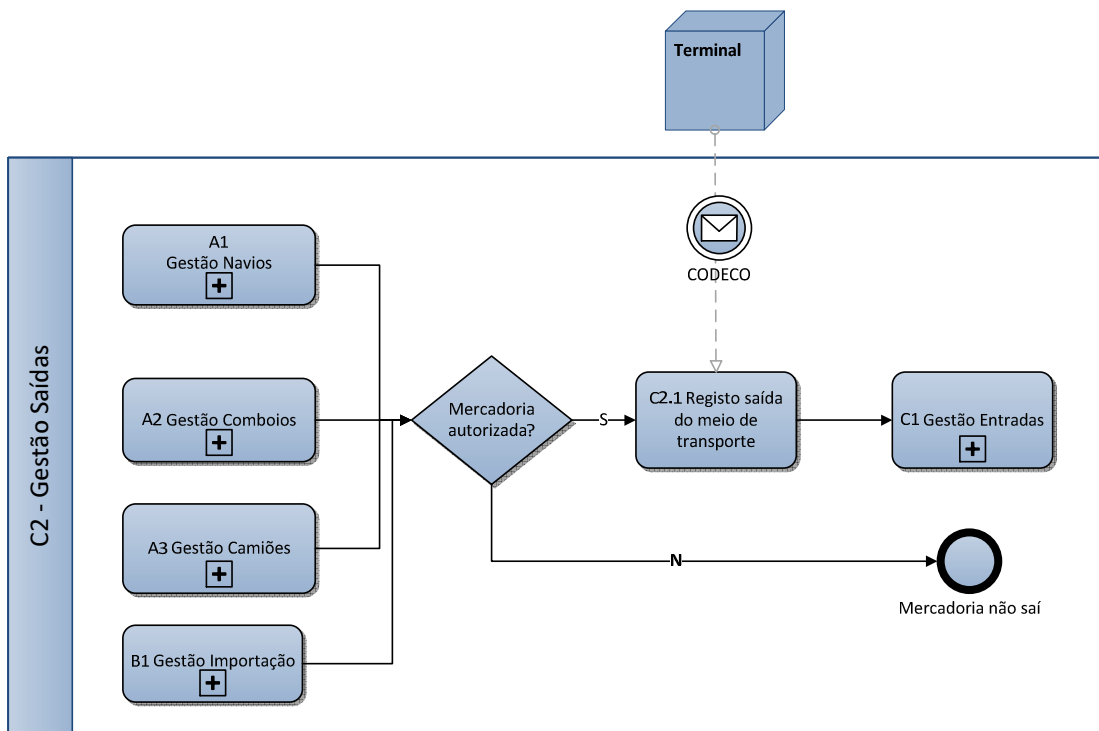 Terminal
C2 - Gestão Saídas
A1
Gestão Navios
CODECO
A2 Gestão Comboios
Mercadoria
autorizada?
S
C2.1 Registo saída
do meio de
transporte
C1 Gestão Entradas
A3 Gestão Camiões
N
Mercadoria não saí
B1 Gestão Importação